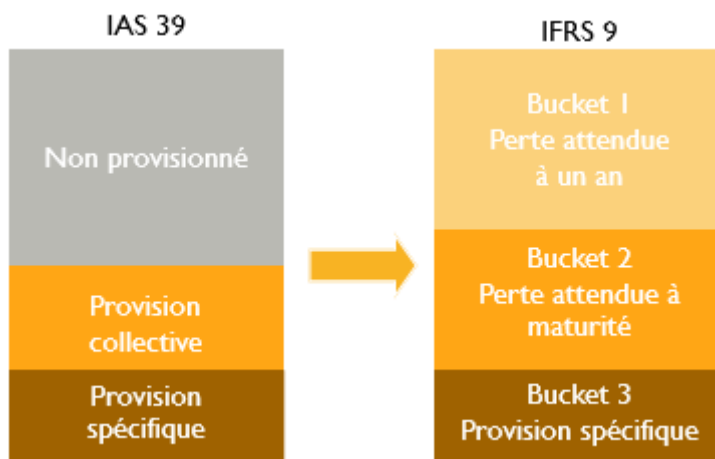 IAS 39
Non provisionné
Provision
collective
Provision
spécifique
IFRS 9
Bucket 1
Perte attendue
à un an
Bucket 2
Perte attendue à
maturité
Bucket 3
Provision spécifique